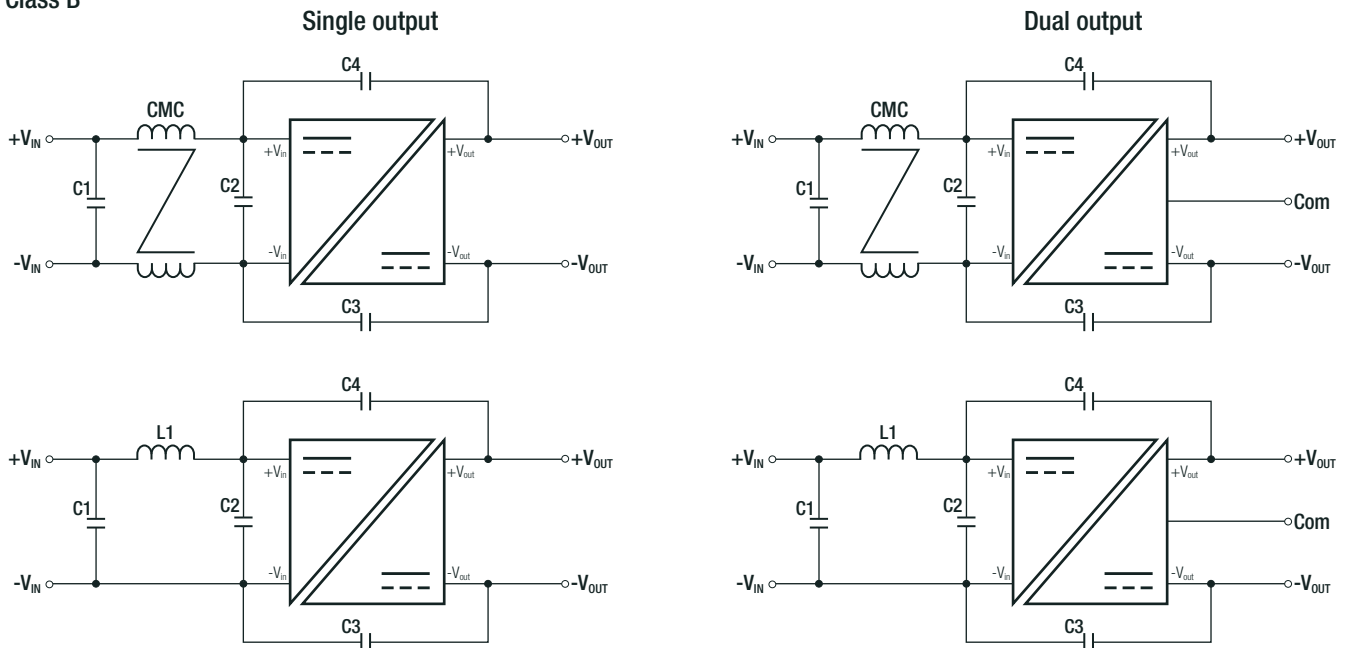 Class B
Single output
Dual output
C4
C4
CMC
CMC
+VIN
+Vin
+Vout
+VOUT
+VIN
+Vin
+Vout
+VOUT
C1
C2
C1
C2
Com
-VIN
-Vin
-Vout
-VOUT
-VIN
-Vin
-Vout
-VOUT
C3
C3
C4
C4
L1
L1
+VIN
+Vin
+Vout
+VOUT
+VIN
+Vin
+Vout
+VOUT
C1
C2
C1
C2
Com
-VIN
-Vin
-Vout
-VOUT
-VIN
-Vin
-Vout
-VOUT
C3
C3